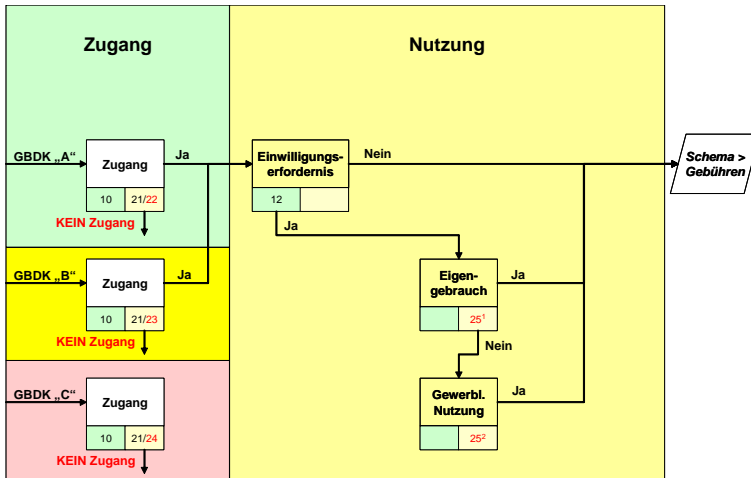 Zugang
Nutzung
GBDK „A“
Zugang
Ja
Einwilligungs-
erfordernis
Nein
Schema >
Gebühren
10
21/22
12
KEIN Zugang
Ja
GBDK „B“
Zugang
Ja
Eigen-
gebrauch
Ja
10
21/23
25¹
KEIN Zugang
Nein
GBDK „C“
Zugang
Gewerbl.
Nutzung
Ja
10
21/24
25²
KEIN Zugang